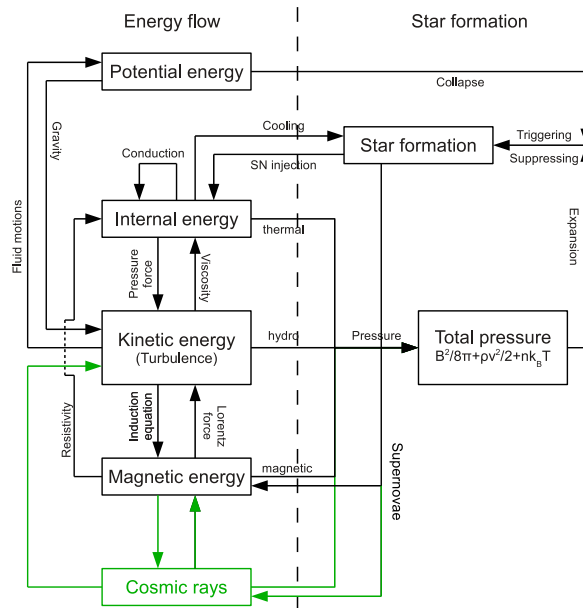 Energy flow
Star formation
Potential energy
Collapse
Cooling
Star formation
Triggering
Suppressing
SN injection
Conduction
Gravity
Fluid motions
Internal energy
thermal
Expansion
Pressure
force
Viscosity
Kinetic energy
(Turbulence)
hydro
Pressure
Total pressure
B²/8π+ρv²/2+nk_BT
Induction
equation
Lorentz
force
Resistivity
Magnetic energy
magnetic
Supernovae
Cosmic rays